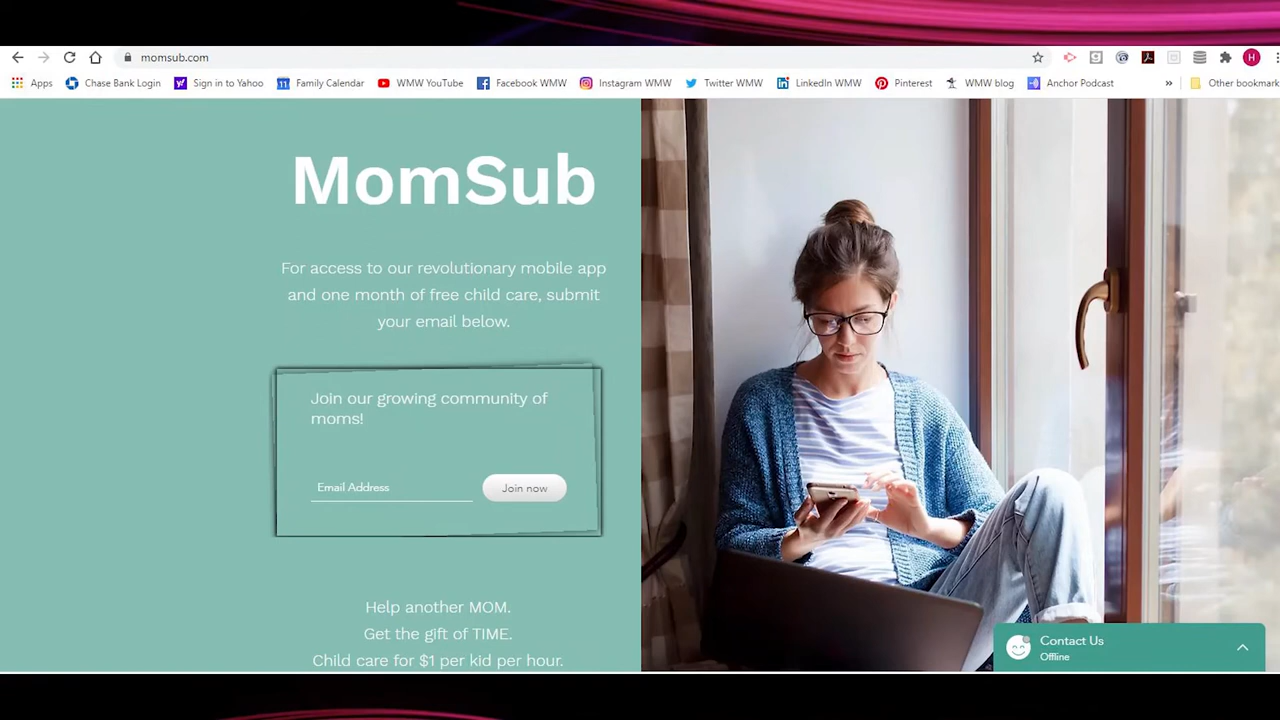 momsub.com
H
Apps
Chase Bank Login
Sign in to Yahoo
Family Calendar
WMW YouTube
Facebook WMW
Instagram WMW
Twitter WMW
LinkedIn WMW
Pinterest
WMW blog
Anchor Podcast
»
Other bookmark
MomSub
For access to our revolutionary mobile app
and one month of free child care, submit
your email below.
Join our growing community of
moms!
Email Address
Join now
Help another MOM.
Get the gift of TIME.
Child care for $1 per kid per hour.
Contact Us
Offline